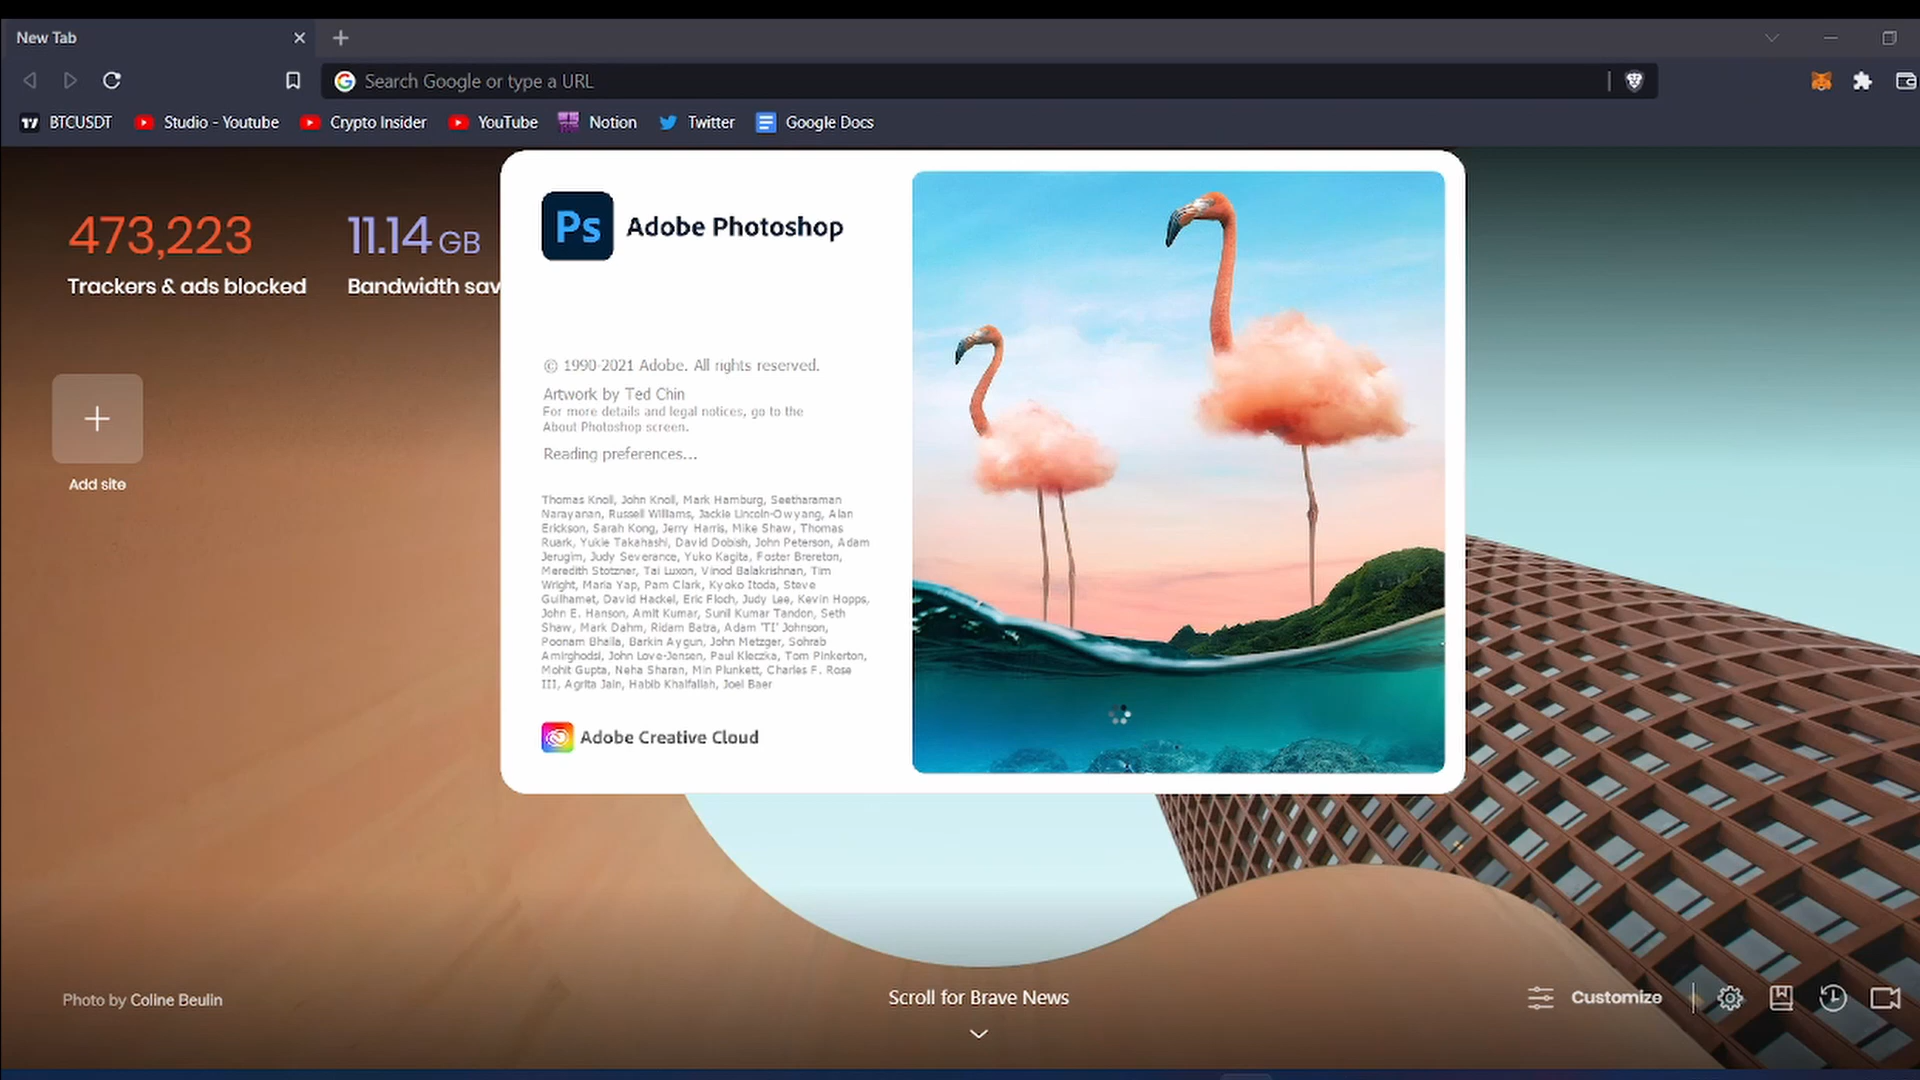 New Tab
Search Google or type a URL
BTCUSDT Studio - Youtube Crypto Insider YouTube Notion Twitter Google Docs
473,223
Trackers & ads blocked
11.14 GB
Bandwidth sav
Add site
Ps Adobe Photoshop
© 1990-2021 Adobe. All rights reserved.
Artwork by Ted Chin
For more details and legal notices, go to the
About Photoshop screen.
Reading preferences...
Thomas Knoll, John Knoll, Mark Hamburg, Seetharaman
Narayanan, Russell Williams, Jackie Lincoln-Owyang, Alan
Erickson, Sarah Kong, Jerry Harris, Mike Shaw, Thomas
Ruark, Yukie Takahashi, David Dobish, John Peterson, Adam
Jerugim, Judy Severance, Yuko Kagita, Foster Brereton,
Meredith Stotzner, Tai Luxon, Vinod Balakrishnan, Tim
Wright, Maria Yap, Pam Clark, Kyoko Itoda, Steve
Guilhamet, David Hackel, Eric Floch, Judy Lee, Kevin Hopps,
John E. Hanson, Amit Kumar, Sunil Kumar Tandon, Seth
Shaw, Mark Dahm, Ridam Batra, Adam 'TI' Johnson,
Poonam Bhalla, Barkin Aygun, John Metzger, Sohrab
Amirghodsi, John Love-Jensen, Paul Kleczka, Tom Pinkerton,
Mohit Gupta, Neha Sharan, Min Plunkett, Charles F. Rose
III, Agrita Jain, Habib Khalfallah, Joel Baer
Adobe Creative Cloud
Photo by Coline Beulin
Scroll for Brave News
Customize